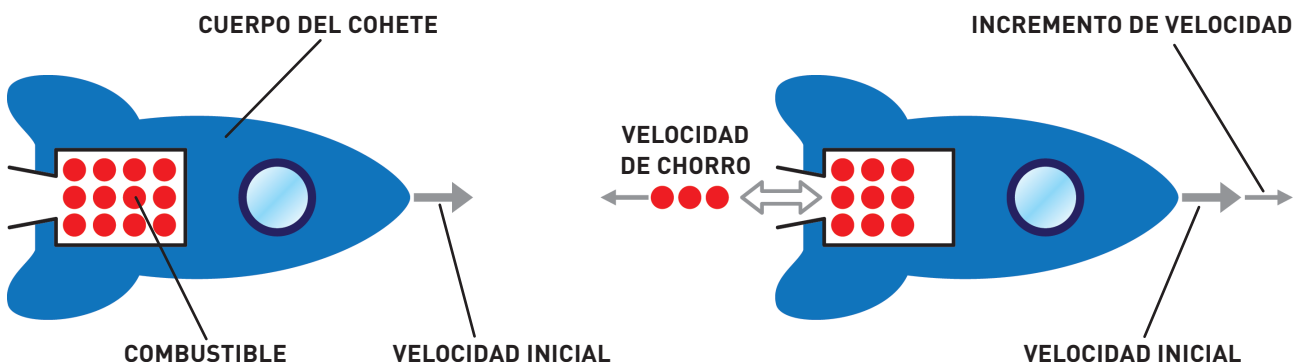 CUERPO DEL COHETE
INCREMENTO DE VELOCIDAD
VELOCIDAD
DE CHORRO
COMBUSTIBLE
VELOCIDAD INICIAL
VELOCIDAD INICIAL